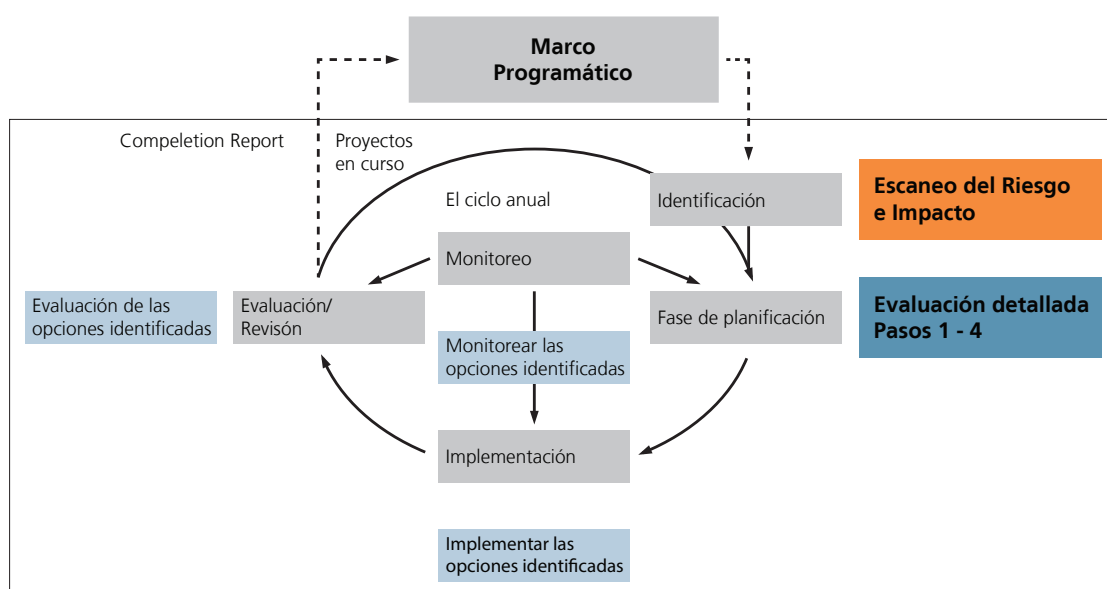 Marco
Programático
Compeletion Report
Proyectos
en curso
El ciclo anual
Identificación
Escaneo del Riesgo
e Impacto
Monitoreo
Evaluación de las
opciones identificadas
Evaluación/
Revisón
Fase de planificación
Evaluación detallada
Pasos 1 - 4
Monitorear las
opciones identificadas
Implementación
Implementar las
opciones identificadas